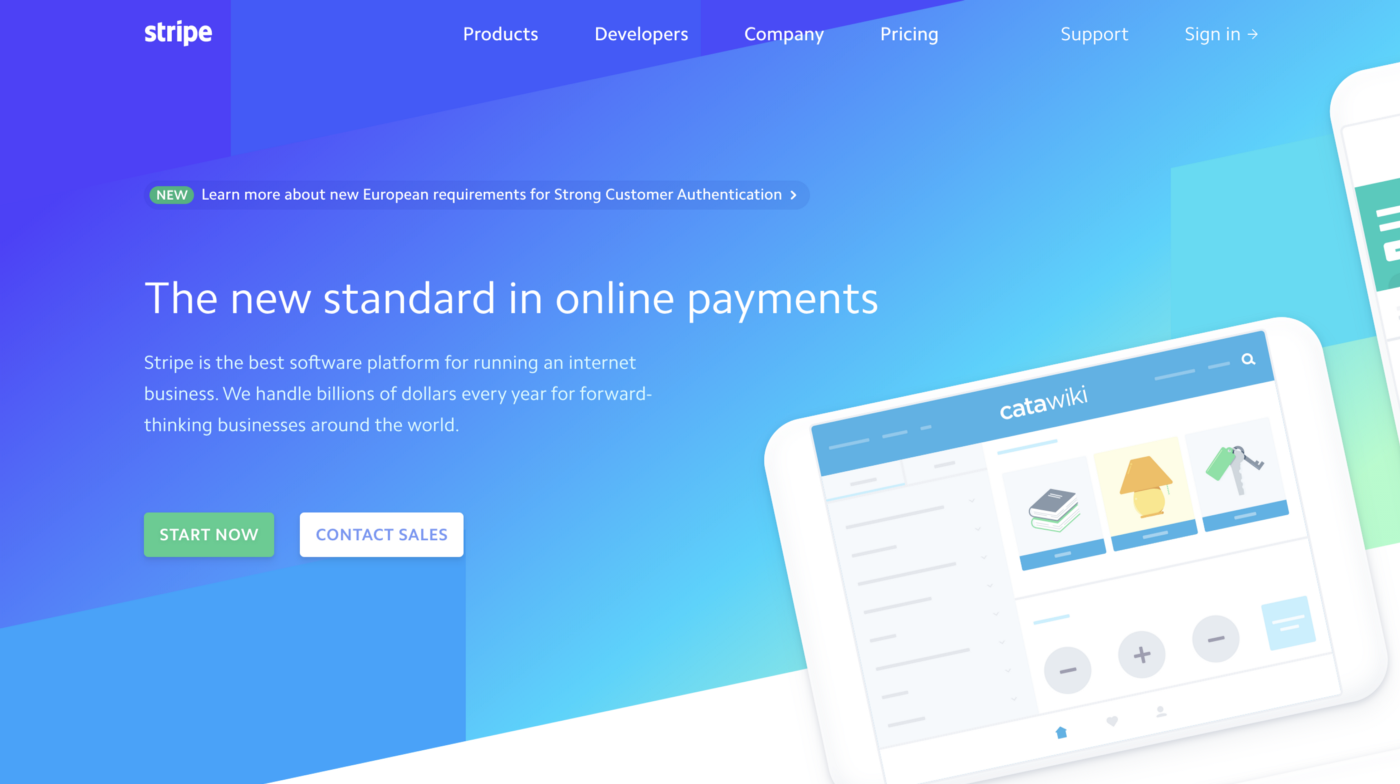 stripe
Products Developers Company Pricing Support Sign in →
NEW Learn more about new European requirements for Strong Customer Authentication
The new standard in online payments
Stripe is the best software platform for running an internet
business. We handle billions of dollars every year for forward-
thinking businesses around the world.
START NOW CONTACT SALES
catawiki